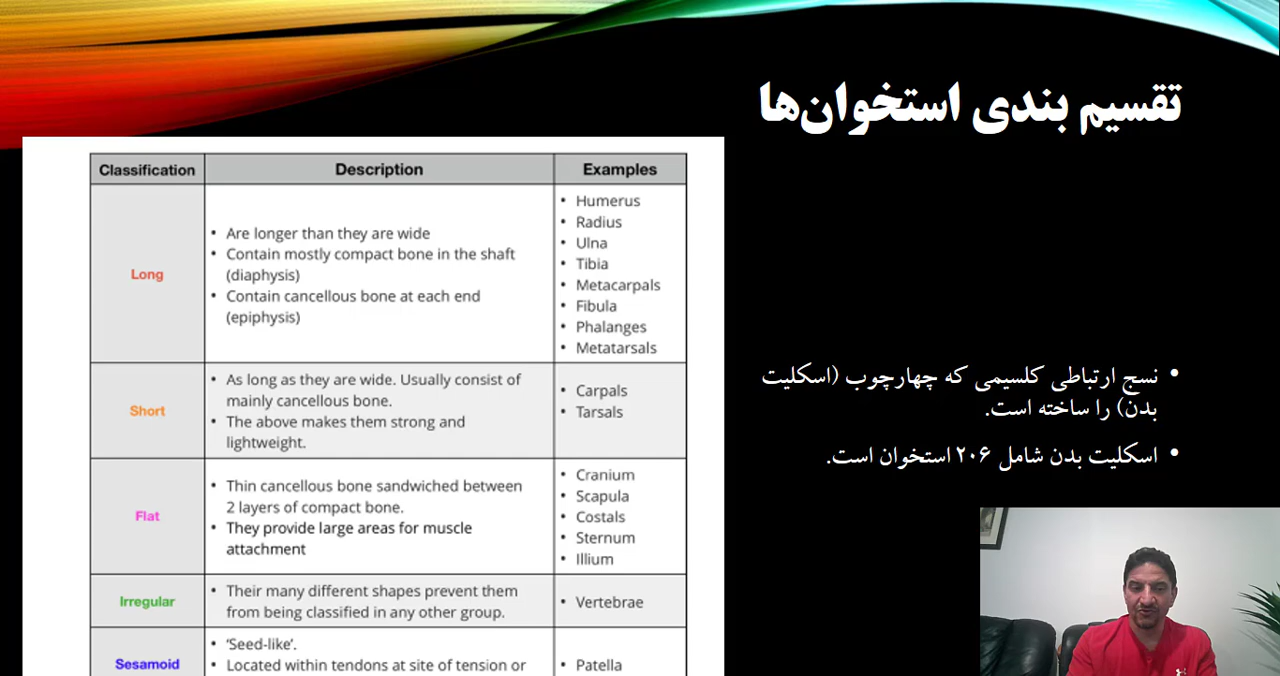 تقسیم بندی استخوان‌ها
Classification Description Examples
Long
• Are longer than they are wide
• Contain mostly compact bone in the shaft
(diaphysis)
• Contain cancellous bone at each end
(epiphysis)
• Humerus
• Radius
• Ulna
• Tibia
• Metacarpals
• Fibula
• Phalanges
• Metatarsals
Short
• As long as they are wide. Usually consist of
mainly cancellous bone.
• The above makes them strong and
lightweight.
• Carpals
• Tarsals
Flat
• Thin cancellous bone sandwiched between
2 layers of compact bone.
• They provide large areas for muscle
attachment
• Cranium
• Scapula
• Costals
• Sternum
• Illium
Irregular
• Their many different shapes prevent them
from being classified in any other group.
• Vertebrae
Sesamoid
• ‘Seed-like’.
• Located within tendons at site of tension or
• Patella
• نسج ارتباطی کلسیمی که چهارچوب (اسکلیت
بدن) را ساخته است.
• اسکلیت بدن شامل ۲۰۶ استخوان است.